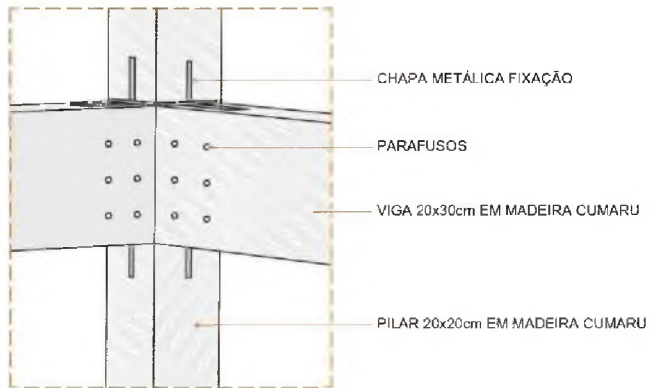 CHAPA METÁLICA FIXAÇÃO
PARAFUSOS
VIGA 20x30cm EM MADEIRA CUMARU
PILAR 20x20cm EM MADEIRA CUMARU